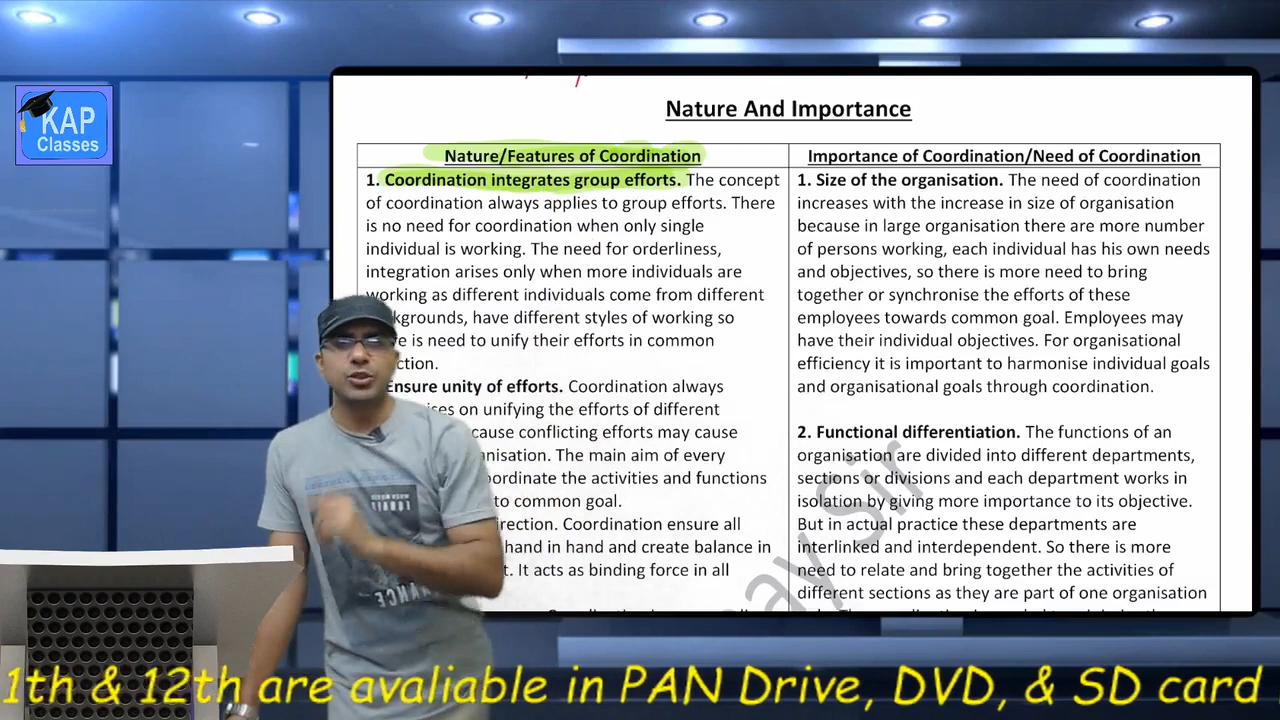 KAP
Classes
Nature And Importance
Nature/Features of Coordination
1. Coordination integrates group efforts. The concept
of coordination always applies to group efforts. There
is no need for coordination when only single
individual is working. The need for orderliness,
integration arises only when more individuals are
working as different individuals come from different
kgrounds, have different styles of working so
e is need to unify their efforts in common
ction.
Ensure unity of efforts. Coordination always
ises on unifying the efforts of different
cause conflicting efforts may cause
anisation. The main aim of every
oordinate the activities and functions
to common goal.
irection. Coordination ensure all
hand in hand and create balance in
t. It acts as binding force in all
Importance of Coordination/Need of Coordination
1. Size of the organisation. The need of coordination
increases with the increase in size of organisation
because in large organisation there are more number
of persons working, each individual has his own needs
and objectives, so there is more need to bring
together or synchronise the efforts of these
employees towards common goal. Employees may
have their individual objectives. For organisational
efficiency it is important to harmonise individual goals
and organisational goals through coordination.
2. Functional differentiation. The functions of an
organisation are divided into different departments,
sections or divisions and each department works in
isolation by giving more importance to its objective.
But in actual practice these departments are
interlinked and interdependent. So there is more
need to relate and bring together the activities of
different sections as they are part of one organisation
ay Sir
1th & 12th are avaliable in PAN Drive, DVD, & SD card